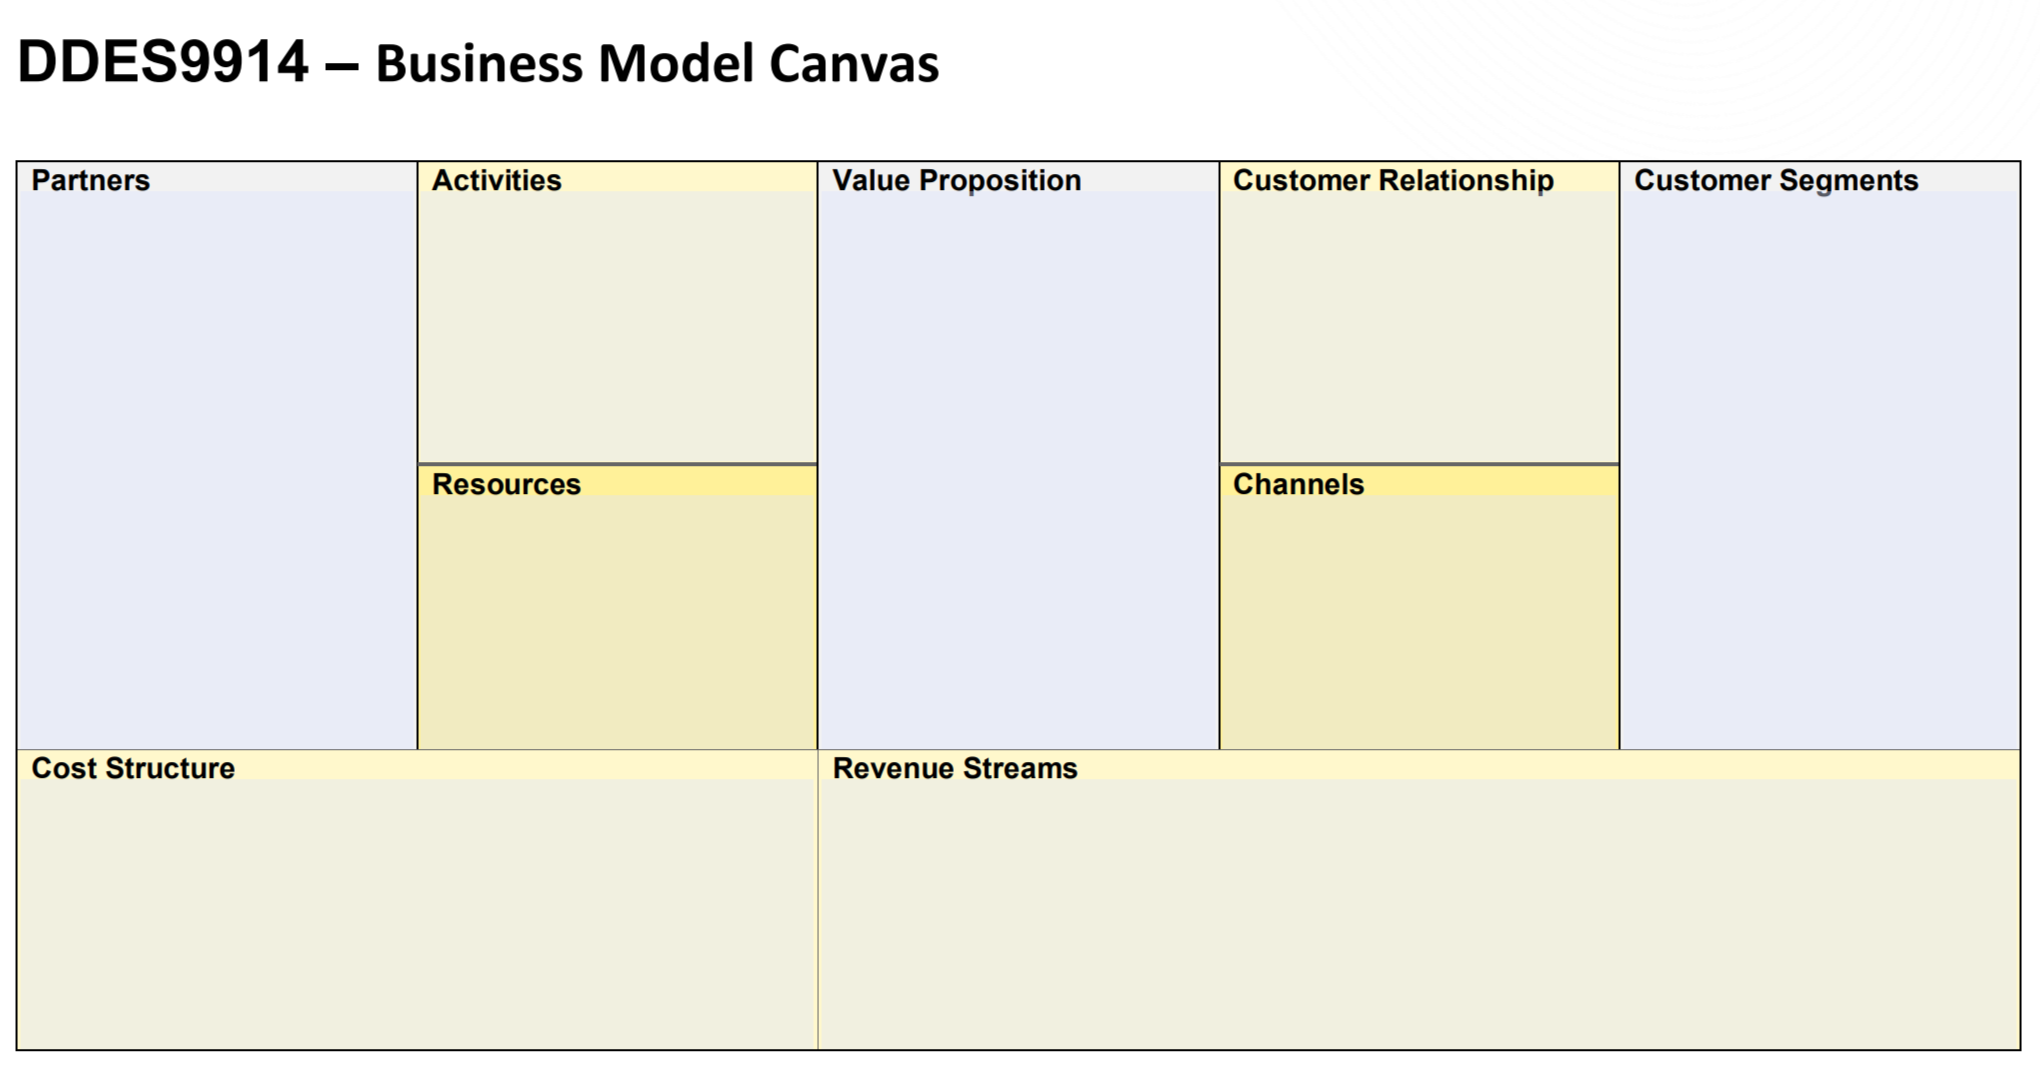 DDES9914 – Business Model Canvas
Partners
Activities
Value Proposition
Customer Relationship
Customer Segments
Resources
Channels
Cost Structure
Revenue Streams